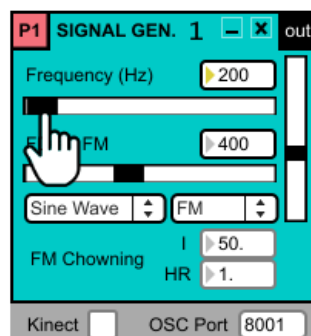 P1 SIGNAL GEN. 1 out
Frequency (Hz) 200
FM 400
Sine Wave FM
FM Chowning I 50.
HR 1.
Kinect OSC Port 8001